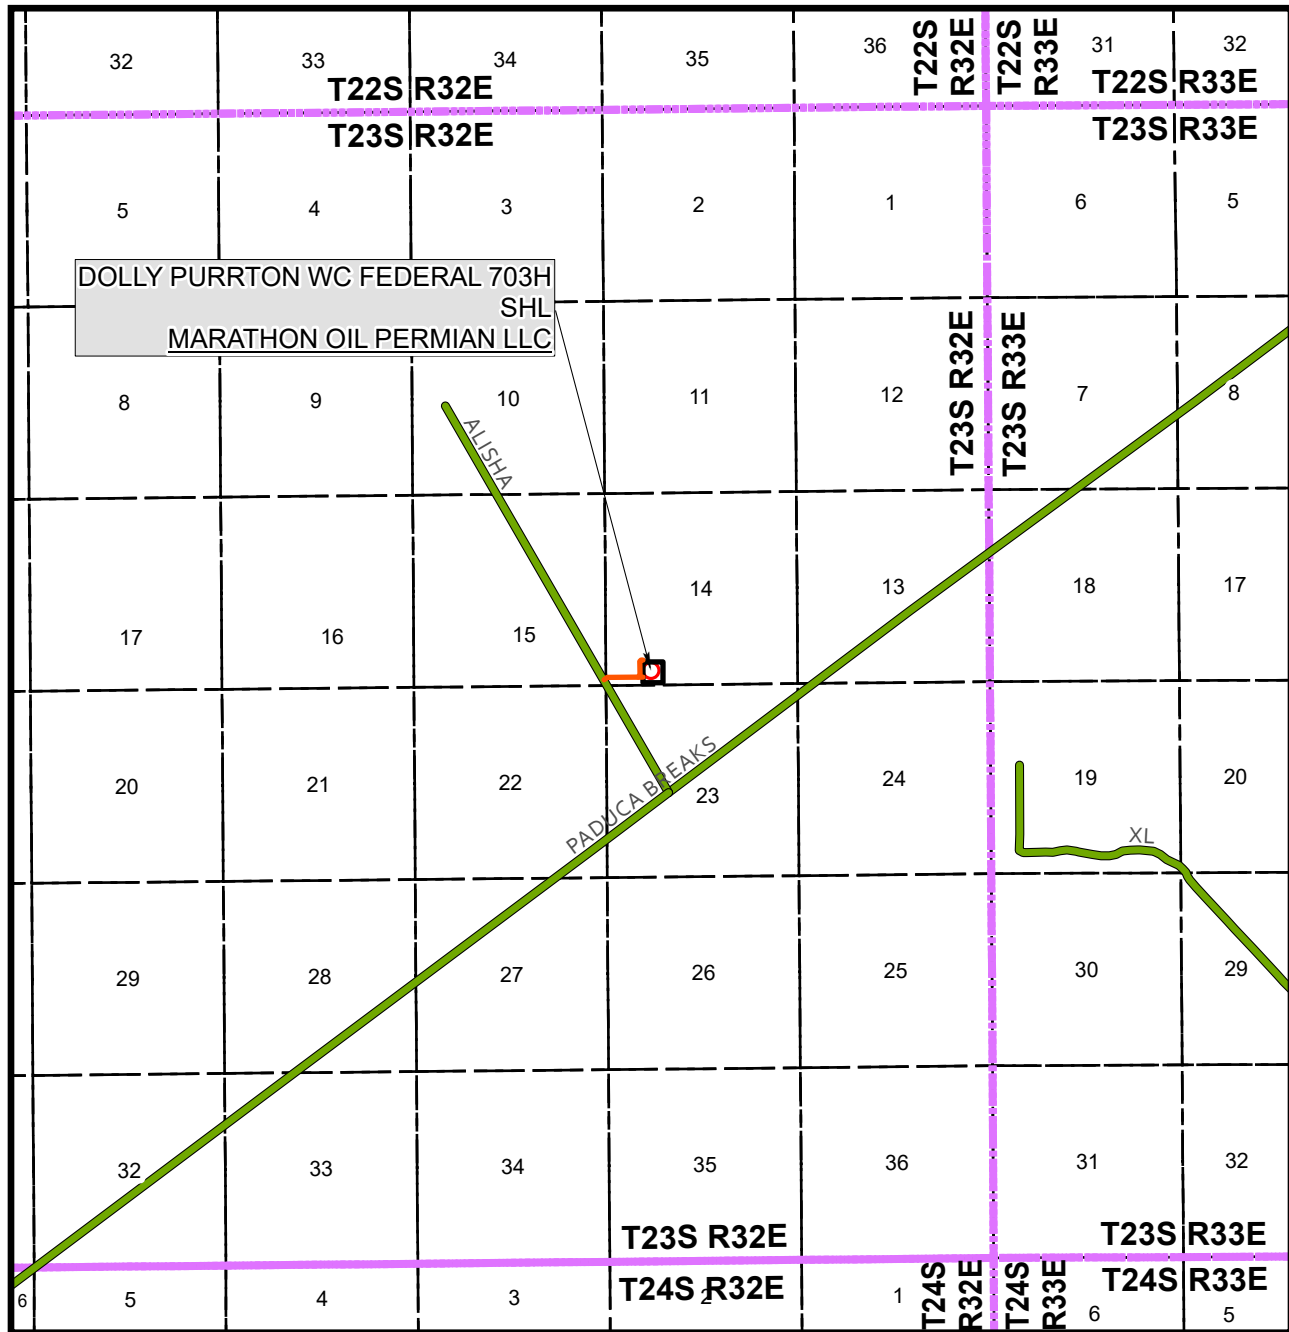 32 33 34 35 36 31 32
T22S R32E
T22S R32E
T22S R33E
T22S R33E
T23S R32E
T23S R33E
5 4 3 2 1 6 5
DOLLY PURRTON WC FEDERAL 703H
SHL
MARATHON OIL PERMIAN LLC
T23S R32E
T23S R33E
8 9 10 11 12 7 8
ALISHA
17 16 15 14 13 18 17
20 21 22 23 24 19 20
PADUCA BREAKS
XL
29 28 27 26 25 30 29
32 33 34 35 36 31 32
T23S R32E
T23S R33E
T24S R32E
T24S R32E
T24S R33E
T24S R33E
6 5 4 3 2 1 6 5